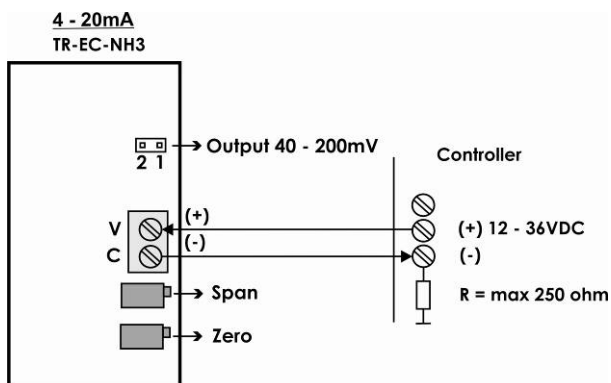 4 - 20mA
TR-EC-NH3
2 1
Output 40 - 200mV
Controller
V
(+)
(+) 12 - 36VDC
C
(-)
(-)
Span
R = max 250 ohm
Zero